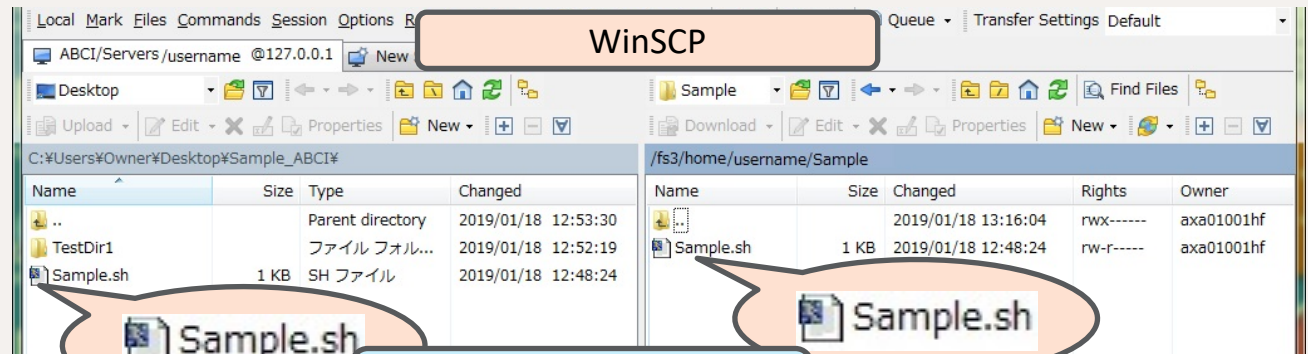 Local Mark Files Commands Session Options R
WinSCP
Queue Transfer Settings Default
ABCI/Servers/username @127.0.0.1 New
Desktop
Sample Find Files
Upload Edit Properties New
Download Edit Properties New
C:¥Users¥Owner¥Desktop¥Sample_ABCI¥
/fs3/home/username/Sample
Name Size Type Changed
Name Size Changed Rights Owner
.. Parent directory 2019/01/18 12:53:30
.. 2019/01/18 13:16:04 rwx------ axa01001hf
TestDir1 ファイル フォル... 2019/01/18 12:52:19
Sample.sh 1 KB 2019/01/18 12:48:24 rw-r----- axa01001hf
Sample.sh 1 KB SH ファイル 2019/01/18 12:48:24
Sample.sh
Sample.sh